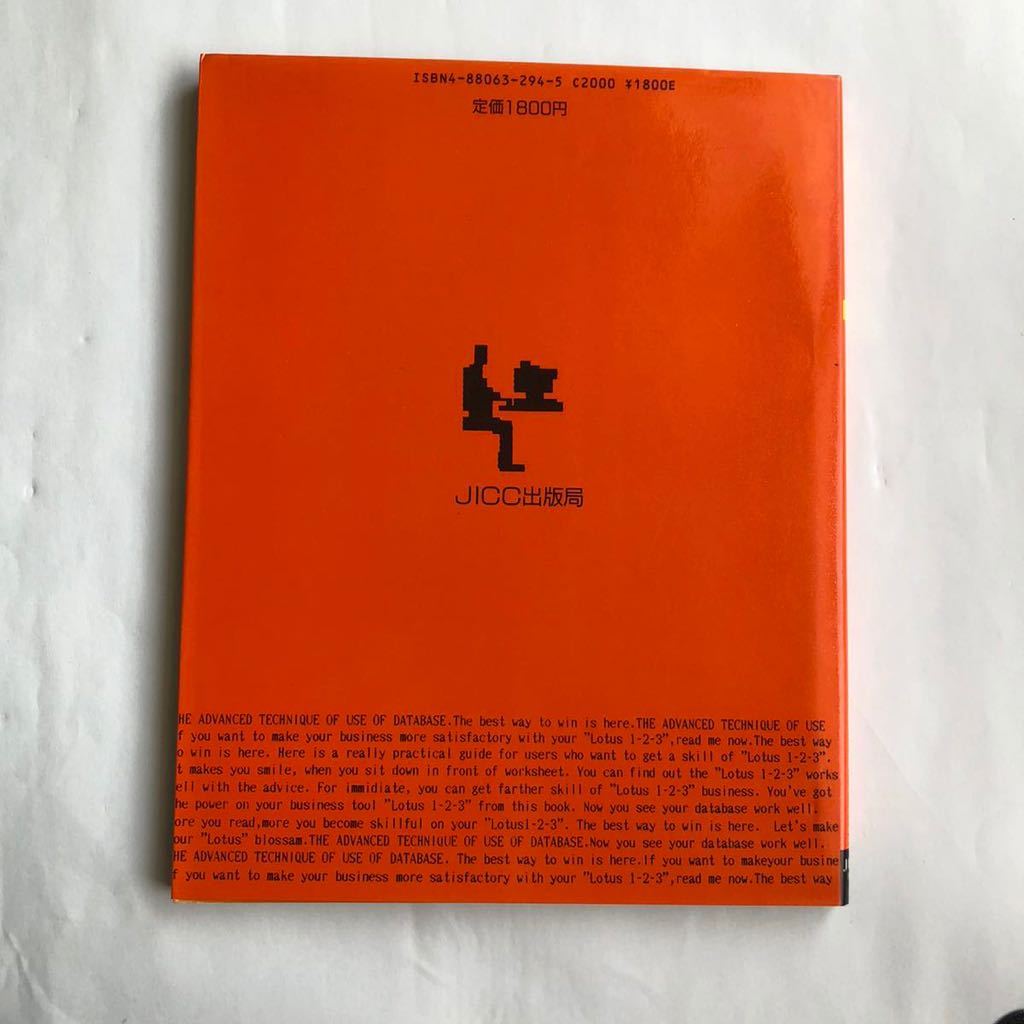 ISBN4-88063-294-5 C2000 ¥1800E
定価1800円
JICC出版局
HE ADVANCED TECHNIQUE OF USE OF DATABASE.The best way to win is here.THE ADVANCED TECHNIQUE OF USE
f you want to make your business more satisfactory with your "Lotus 1-2-3",read me now.The best way
o win is here. Here is a really practical guide for users who want to get a skill of "Lotus 1-2-3".
t makes you smile, when you sit down in front of worksheet. You can find out the "Lotus 1-2-3" works
ell with the advice. For immidiate, you can get farther skill of "Lotus 1-2-3" business. You've got
he power on your business tool "Lotus 1-2-3" from this book. Now you see your database work well.
ore you read,more you become skillful on your "Lotus1-2-3". The best way to win is here. Let's make
our "Lotus" blossam.THE ADVANCED TECHNIQUE OF USE OF DATABASE.Now you see your database work well.
HE ADVANCED TECHNIQUE OF USE OF DATABASE. The best way to win is here.If you want to makeyour busine
f you want to make your business more satisfactory with your "Lotus 1-2-3",read me now.The best way